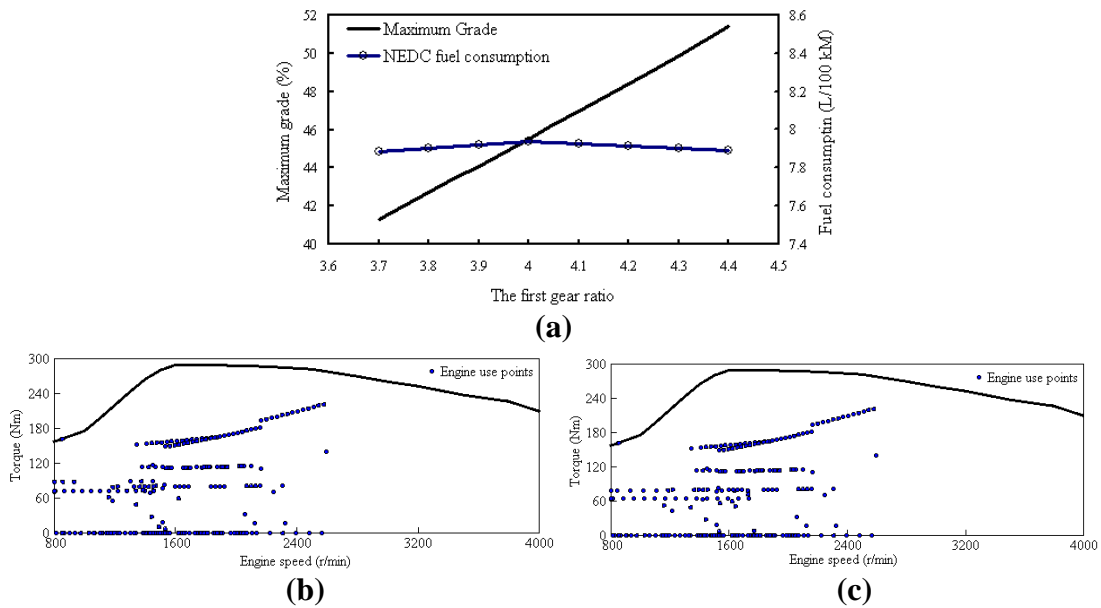 52
50
48
46
44
42
40
Maximum grade (%)
Maximum Grade
NEDC fuel consumption
8.6
8.4
8.2
8
7.8
7.6
7.4
Fuel consumptin (L/100 kM)
3.6 3.7 3.8 3.9 4 4.1 4.2 4.3 4.4 4.5
The first gear ratio
(a)
300
240
180
120
60
0
Torque (Nm)
Engine use points
800 1600 2400 3200 4000
Engine speed (r/min)
(b)
300
240
180
120
60
0
Torque (Nm)
Engine use points
800 1600 2400 3200 4000
Engine speed (r/min)
(c)